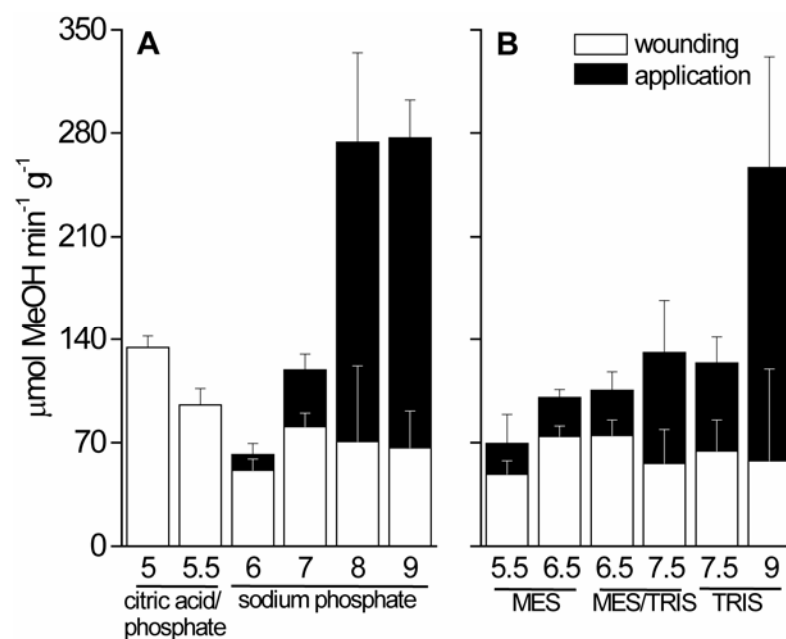 350
A
B
wounding
application
280
210
140
70
0
μmol MeOH min⁻¹ g⁻¹
5 5.5 6 7 8 9
5.5 6.5 6.5 7.5 7.5 9
citric acid/ sodium phosphate
phosphate
MES MES/TRIS TRIS